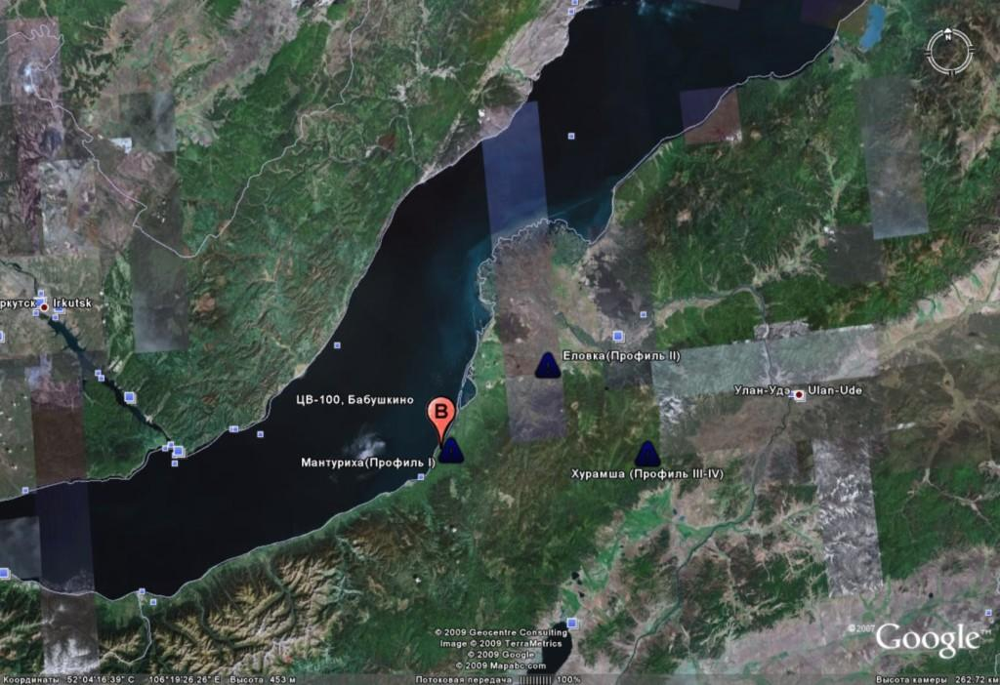 N
ркутск Irkutsk
Еловка(Профиль II)
Улан-Удэ Ulan-Ude
ЦВ-100, Бабушкино
B
Мантуриха(Профиль I)
Хурамша (Профиль III-IV)
© 2009 Geocentre Consulting
Image © 2009 TerraMetrics
© 2009 Google
© 2009 Mapabc.com
©2007 Google™
Координаты 52°04'16.39" С 106°19'26.26" E Высота 453 м Потоковая передача 100% Высота камеры 262.72 км